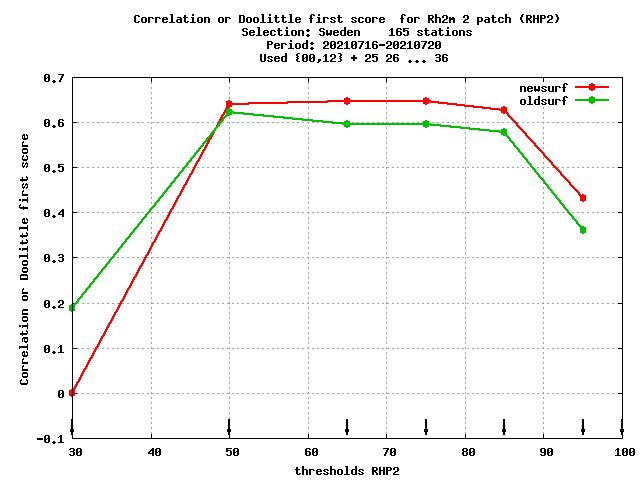 Correlation or Doolittle first score  for Rh2m 2 patch (RHP2)
Selection: Sweden    165 stations
Period: 20210716-20210720
Used {00,12} + 25 26 ... 36
newsurf
oldsurf
Correlation or Doolittle first score
0.7
0.6
0.5
0.4
0.3
0.2
0.1
0
-0.1
30 40 50 60 70 80 90 100
thresholds RHP2